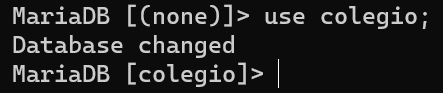 MariaDB [(none)]> use colegio;
Database changed
MariaDB [colegio]>